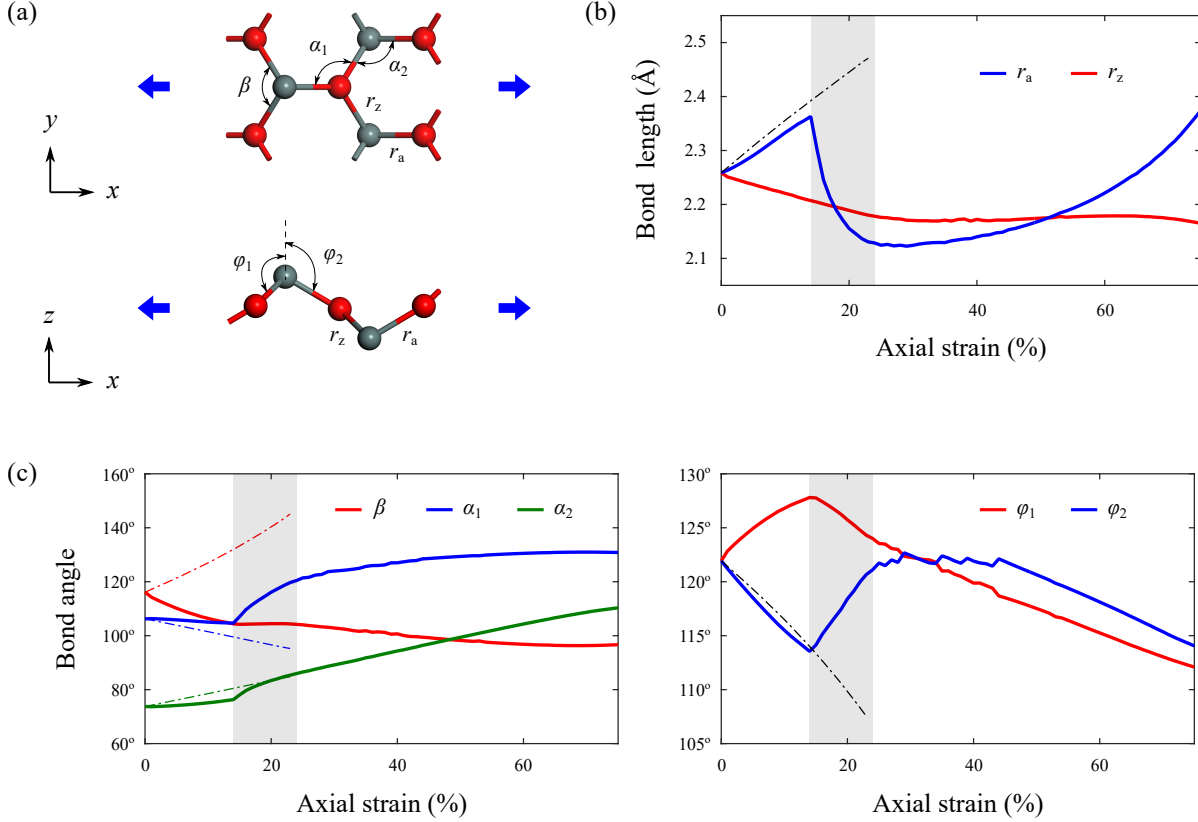 (a)
α1
α2
β
rz
ra
y
x
φ1
φ2
rz
ra
z
x
(b)
2.5
2.4
2.3
2.2
2.1
ra
rz
Bond length (Å)
0
20
40
60
Axial strain (%)
(c)
160º
140º
120º
100º
80º
60º
β
α1
α2
Bond angle
0
20
40
60
Axial strain (%)
130º
125º
120º
115º
110º
105º
φ1
φ2
0
20
40
60
Axial strain (%)